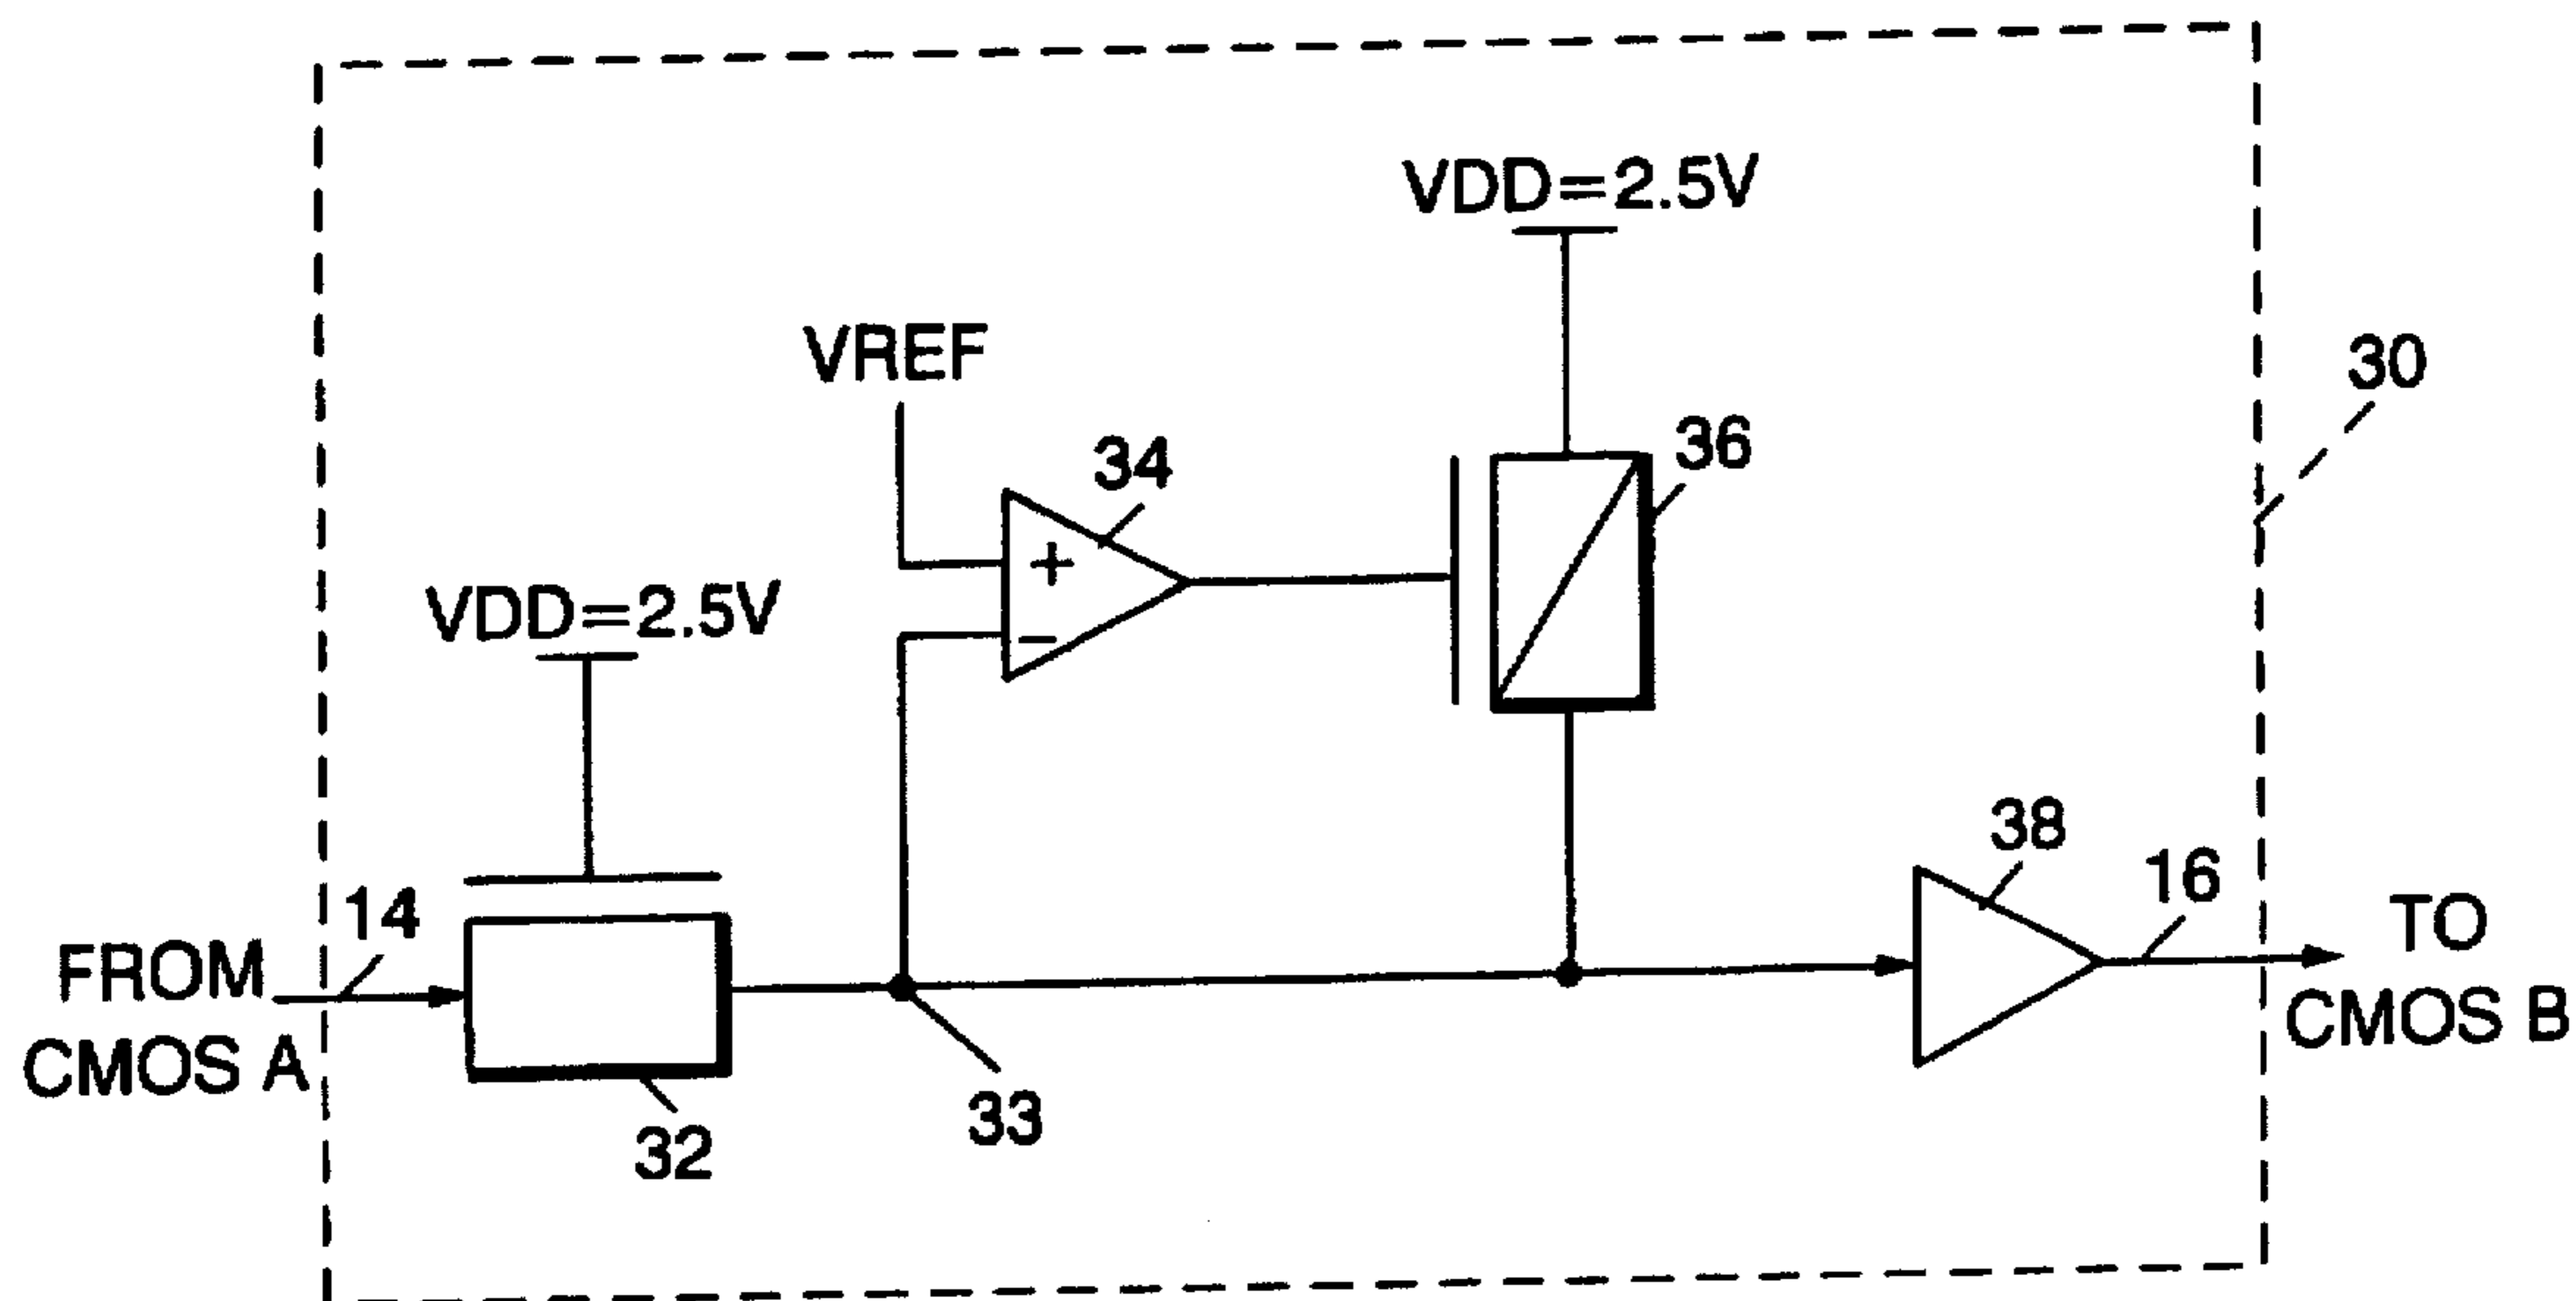 VDD=2.5V
VREF
30
36
34
VDD=2.5V
38
16
14
TO
CMOS B
FROM
CMOS A
33
32
+
−